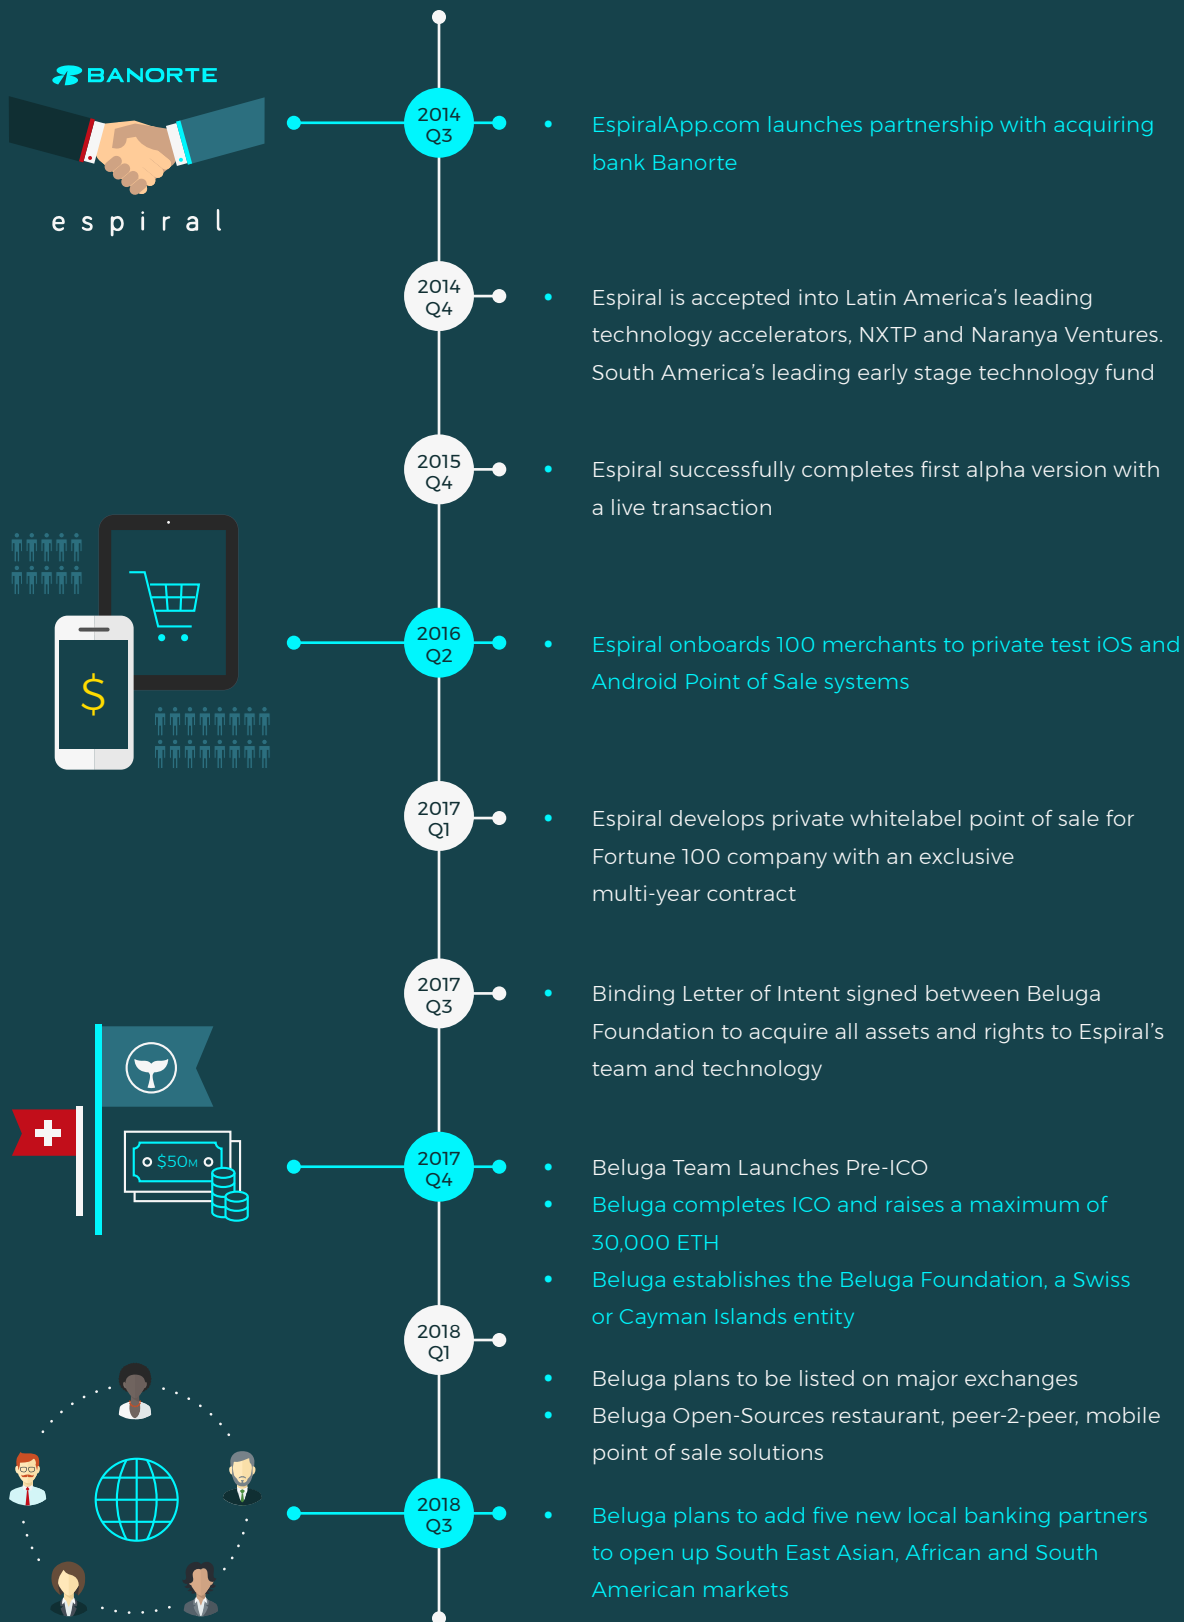 BANORTE
espiral
2014
Q3
• EspiralApp.com launches partnership with acquiring
bank Banorte
2014
Q4
• Espiral is accepted into Latin America’s leading
technology accelerators, NXTP and Naranya Ventures.
South America’s leading early stage technology fund
2015
Q4
• Espiral successfully completes first alpha version with
a live transaction
$
2016
Q2
• Espiral onboards 100 merchants to private test iOS and
Android Point of Sale systems
2017
Q1
• Espiral develops private whitelabel point of sale for
Fortune 100 company with an exclusive
multi-year contract
2017
Q3
• Binding Letter of Intent signed between Beluga
Foundation to acquire all assets and rights to Espiral’s
team and technology
$50M
2017
Q4
• Beluga Team Launches Pre-ICO
• Beluga completes ICO and raises a maximum of
30,000 ETH
• Beluga establishes the Beluga Foundation, a Swiss
or Cayman Islands entity
2018
Q1
• Beluga plans to be listed on major exchanges
• Beluga Open-Sources restaurant, peer-2-peer, mobile
point of sale solutions
2018
Q3
• Beluga plans to add five new local banking partners
to open up South East Asian, African and South
American markets